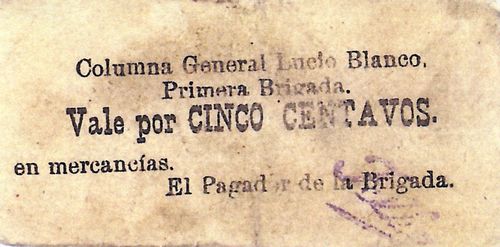 Columna General Lucio Blanco.
Primera Brigada.
Vale por CINCO CENTAVOS.
en mercancías.
El Pagador de la Brigada.